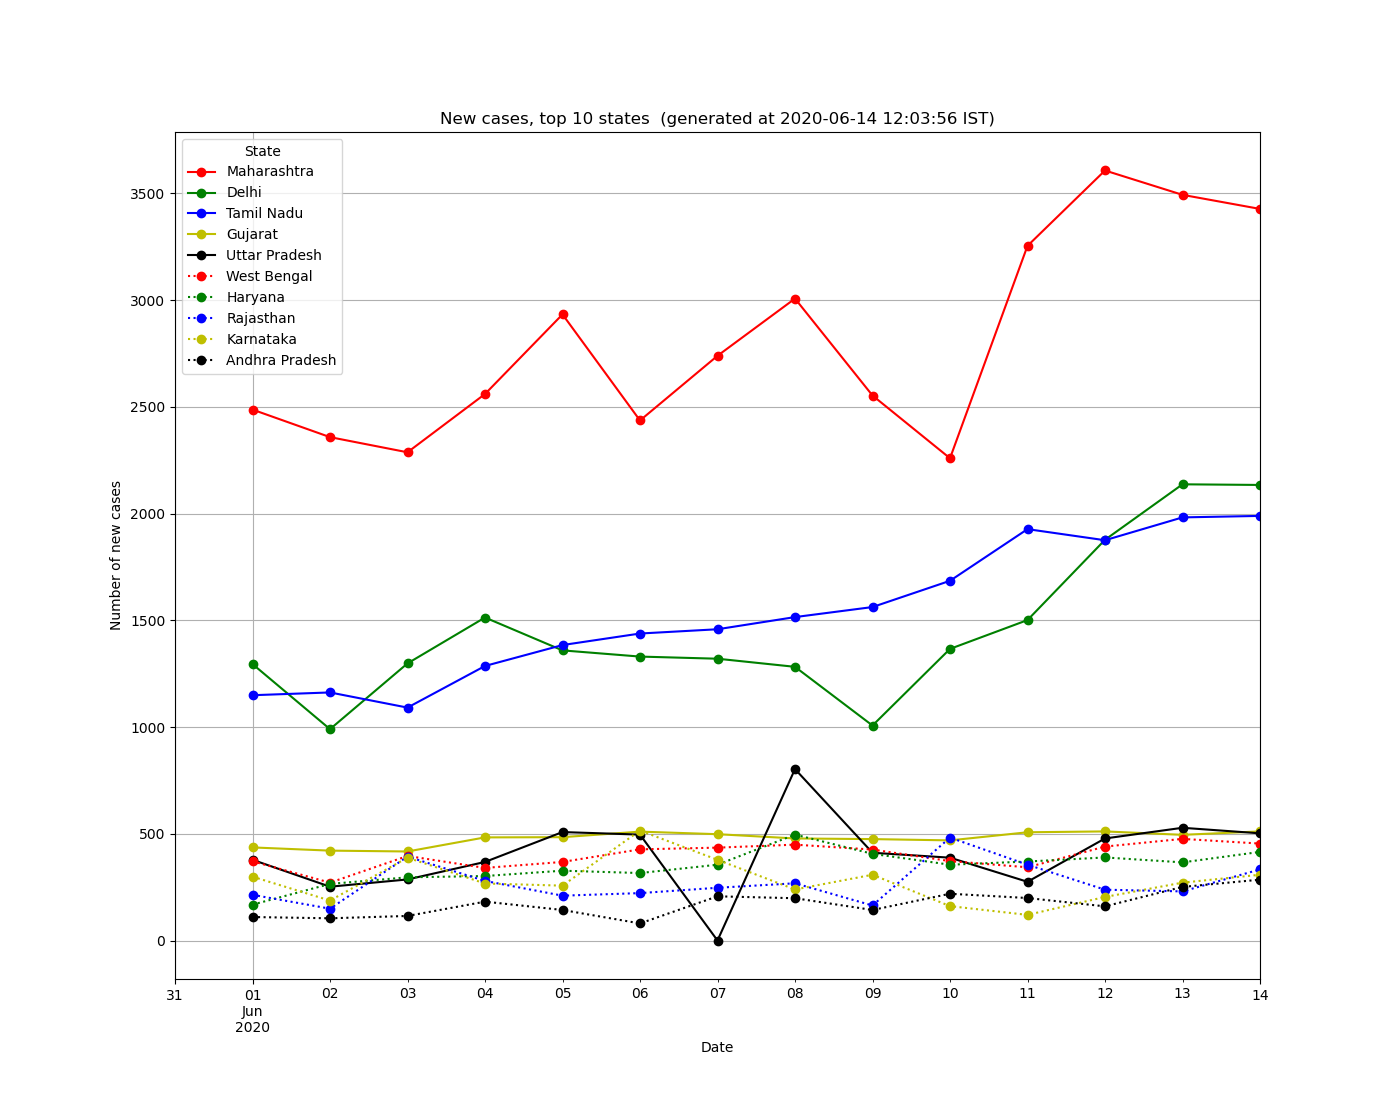 New cases, top 10 states  (generated at 2020-06-14 12:03:56 IST)
State
Maharashtra
Delhi
Tamil Nadu
Gujarat
Uttar Pradesh
West Bengal
Haryana
Rajasthan
Karnataka
Andhra Pradesh
3500
3000
2500
2000
1500
1000
500
0
Number of new cases
31 01 02 03 04 05 06 07 08 09 10 11 12 13 14
Jun
2020
Date